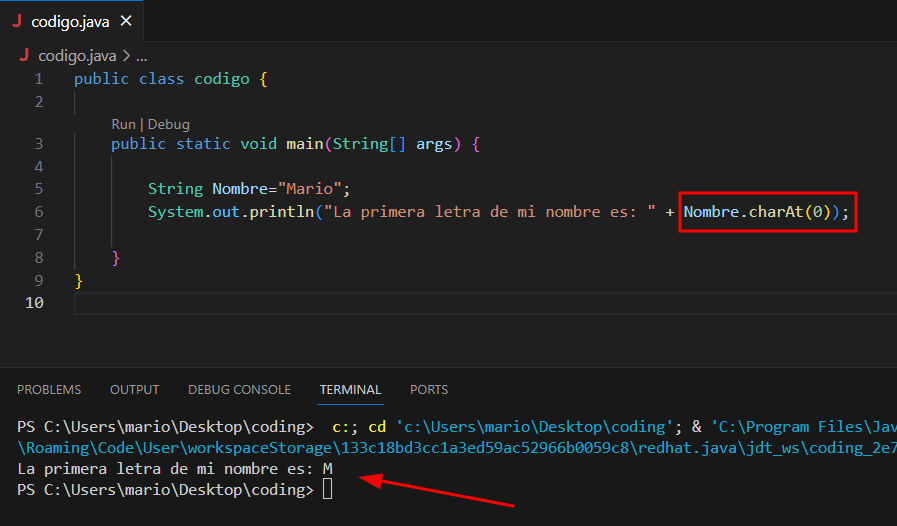 J codigo.java ×
J codigo.java > ...
1 public class codigo {
2
Run | Debug
3 public static void main(String[] args) {
4
5 String Nombre="Mario";
6 System.out.println("La primera letra de mi nombre es: " + Nombre.charAt(0));
7
8 }
9 }
10
PROBLEMS OUTPUT DEBUG CONSOLE TERMINAL PORTS
PS C:\Users\mario\Desktop\coding> c:; cd 'c:\Users\mario\Desktop\coding'; & 'C:\Program Files\Jav
\Roaming\Code\User\workspaceStorage\133c18bd3cc1a3ed59ac52966b0059c8\redhat.java\jdt_ws\coding_2e7
La primera letra de mi nombre es: M
PS C:\Users\mario\Desktop\coding>